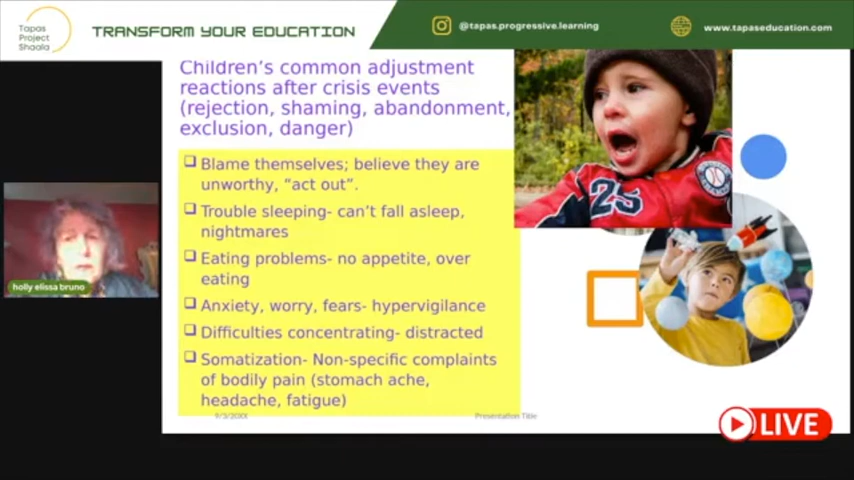 Tapas
Project
Shaala
TRANSFORM YOUR EDUCATION
@tapas.progressive.learning
www.tapaseducation.com
Children's common adjustment
reactions after crisis events
(rejection, shaming, abandonment,
exclusion, danger)
Blame themselves; believe they are
unworthy, "act out".
Trouble sleeping- can't fall asleep,
nightmares
Eating problems- no appetite, over
eating
Anxiety, worry, fears- hypervigilance
Difficulties concentrating- distracted
Somatization- Non-specific complaints
of bodily pain (stomach ache,
headache, fatigue)
9/3/20XX
Presentation Title
25
holly elissa bruno
LIVE